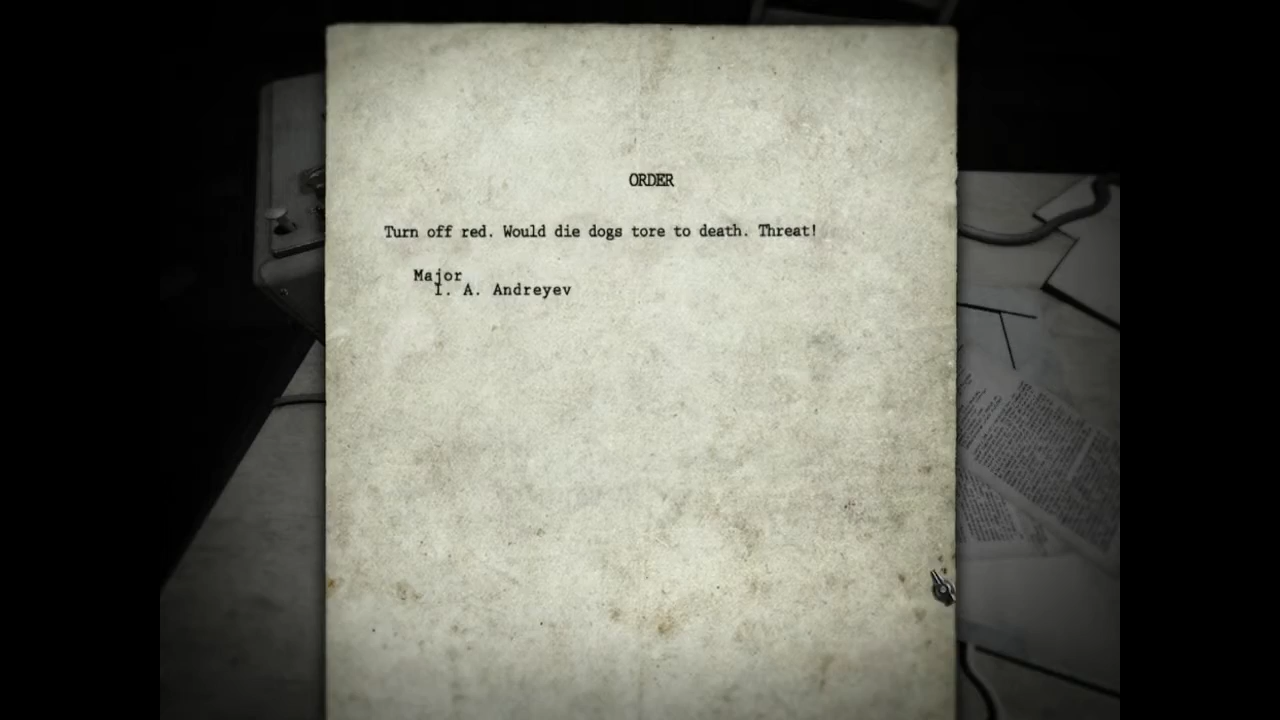 ORDER
Turn off red. Would die dogs tore to death. Threat!
Major
I. A. Andreyev